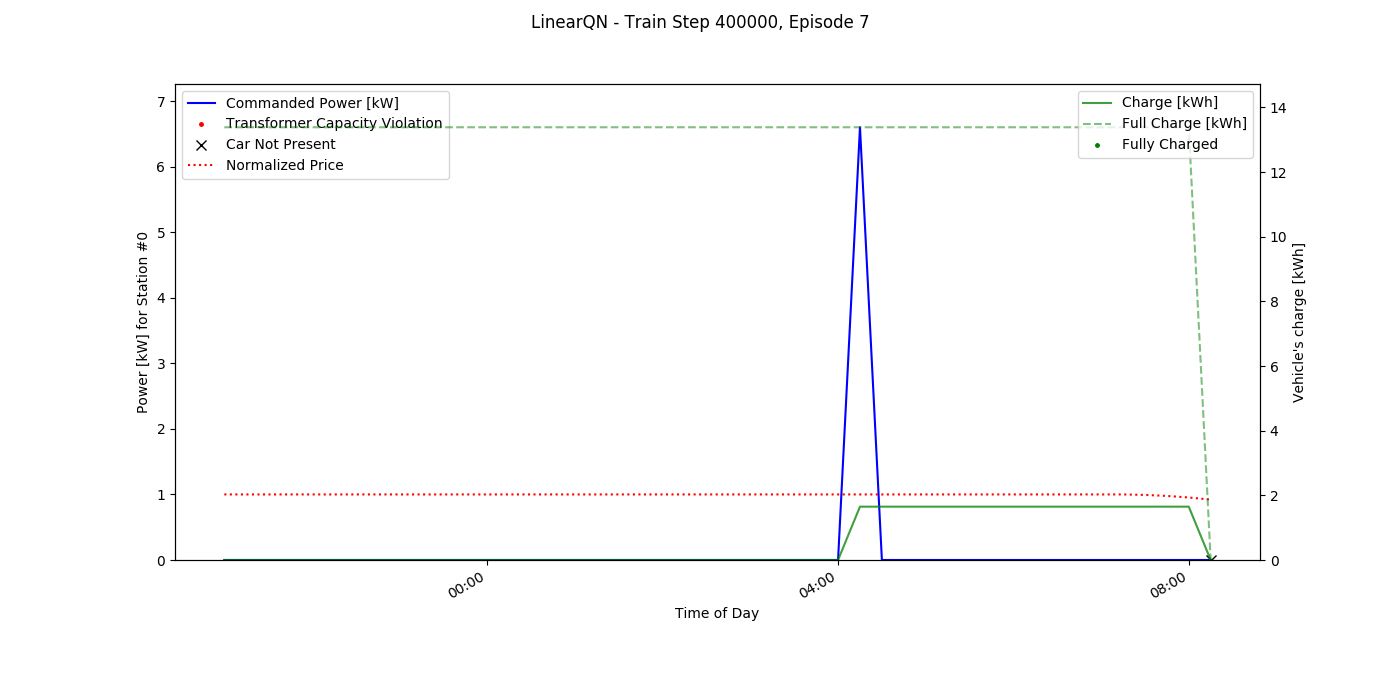 LinearQN - Train Step 400000, Episode 7
Commanded Power [kW]
Transformer Capacity Violation
Car Not Present
Normalized Price
Charge [kWh]
Full Charge [kWh]
Fully Charged
Power [kW] for Station #0
7
6
5
4
3
2
1
0
14
12
10
8
6
4
2
0
Vehicle's charge [kWh]
00:00
04:00
08:00
Time of Day